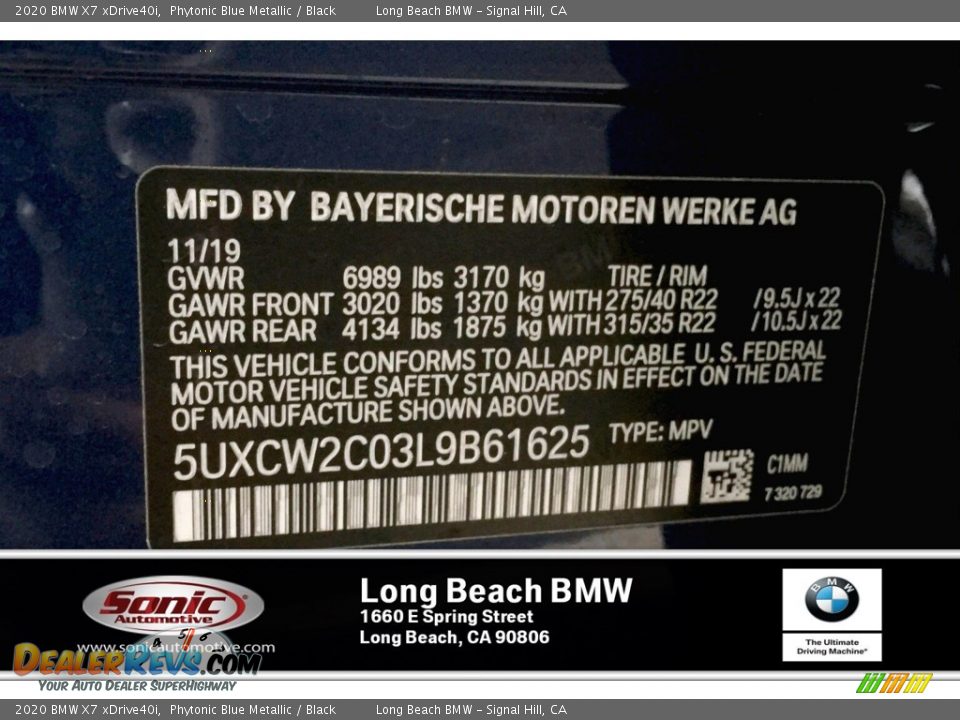 2020 BMW X7 xDrive40i,  Phytonic Blue Metallic / Black          Long Beach BMW - Signal Hill, CA
MFD BY BAYERISCHE MOTOREN WERKE AG
11/19
GVWR 6989 lbs 3170 kg TIRE / RIM
GAWR FRONT 3020 lbs 1370 kg WITH 275/40 R22 /9.5J x 22
GAWR REAR 4134 lbs 1875 kg WITH 315/35 R22 /10.5J x 22
THIS VEHICLE CONFORMS TO ALL APPLICABLE U. S. FEDERAL
MOTOR VEHICLE SAFETY STANDARDS IN EFFECT ON THE DATE
OF MANUFACTURE SHOWN ABOVE.
5UXCW2C03L9B61625 TYPE: MPV
C1MM
7 320 729
Sonic
Automotive
www.sonicautomotive.com
Long Beach BMW
1660 E Spring Street
Long Beach, CA 90806
BMW
The Ultimate
Driving Machine®
4 5 6
DealerRevs.com
Your Auto Dealer SuperHighway
2020 BMW X7 xDrive40i,  Phytonic Blue Metallic / Black          Long Beach BMW - Signal Hill, CA